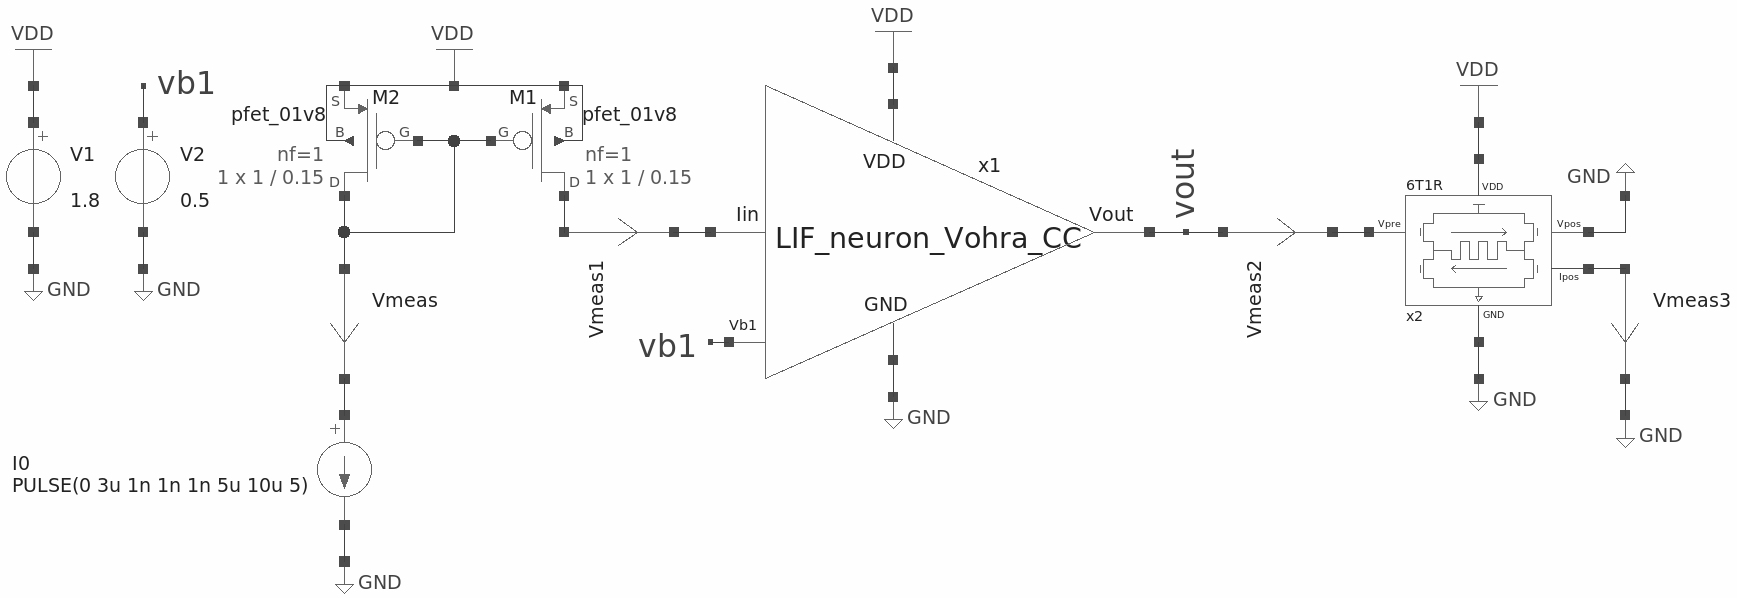 VDD
+
V1
1.8
GND
vb1
+
V2
0.5
GND
VDD
S
M2
pfet_01v8
B
G
nf=1
1 x 1 / 0.15
D
M1
S
pfet_01v8
G
B
nf=1
D
1 x 1 / 0.15
Vmeas
+
I0
PULSE(0 3u 1n 1n 1n 5u 10u 5)
GND
Vmeas1
VDD
VDD
x1
Iin
LIF_neuron_Vohra_CC
Vout
GND
Vb1
vb1
GND
vout
Vmeas2
VDD
6T1R
VDD
Vpre
Vpos
Ipos
x2
GND
GND
GND
Vmeas3
GND